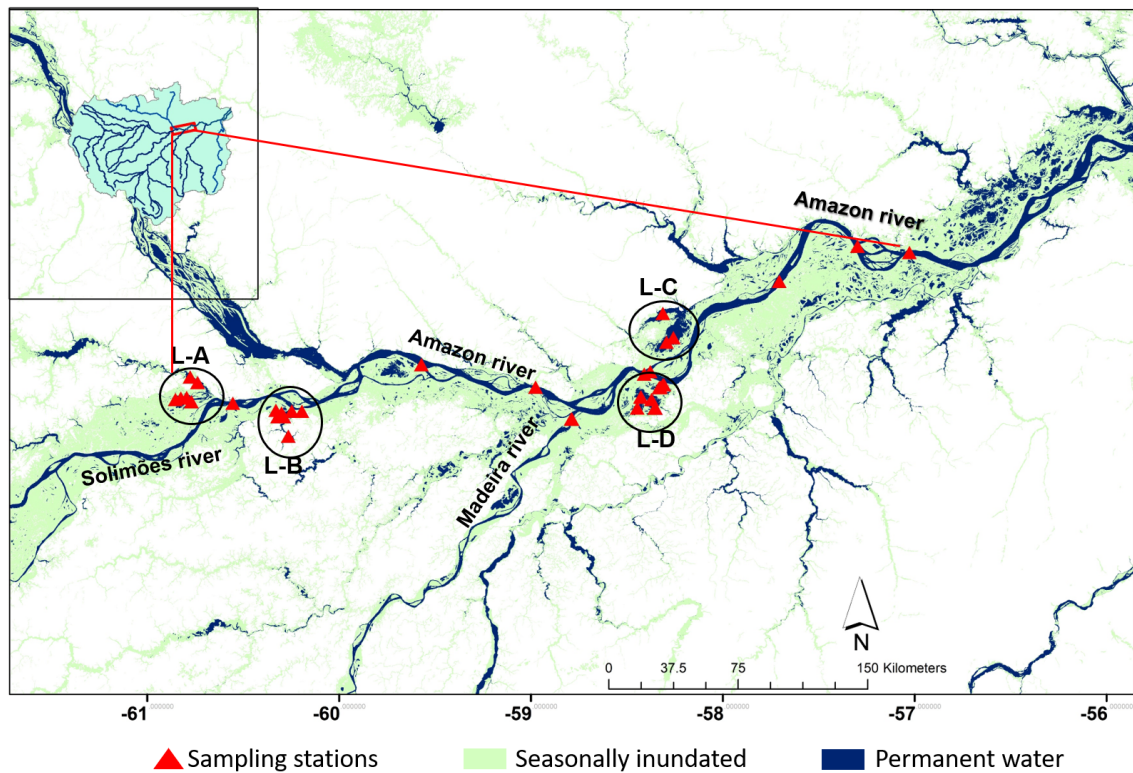 Amazon river
L-C
L-A
Amazon river
L-B
L-D
Solimões river
Madeira river
N
0 37.5 75 150 Kilometers
-61 -60 -59 -58 -57 -56
Sampling stations Seasonally inundated Permanent water